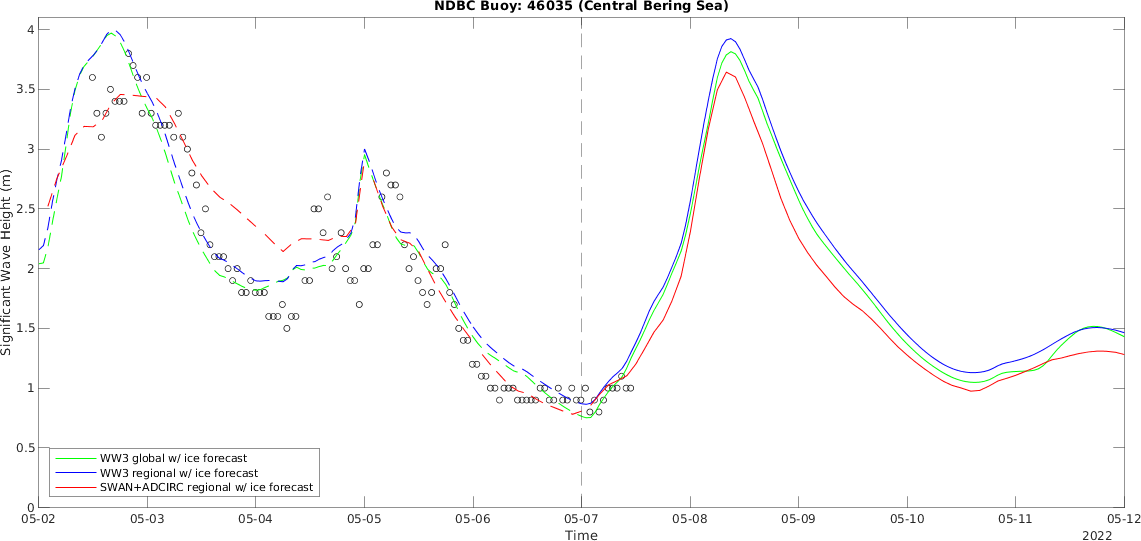 NDBC Buoy: 46035 (Central Bering Sea)
4
3.5
3
2.5
2
1.5
1
0.5
0
Significant Wave Height (m)
WW3 global w/ ice forecast
WW3 regional w/ ice forecast
SWAN+ADCIRC regional w/ ice forecast
05-02 05-03 05-04 05-05 05-06 05-07 05-08 05-09 05-10 05-11 05-12
Time
2022